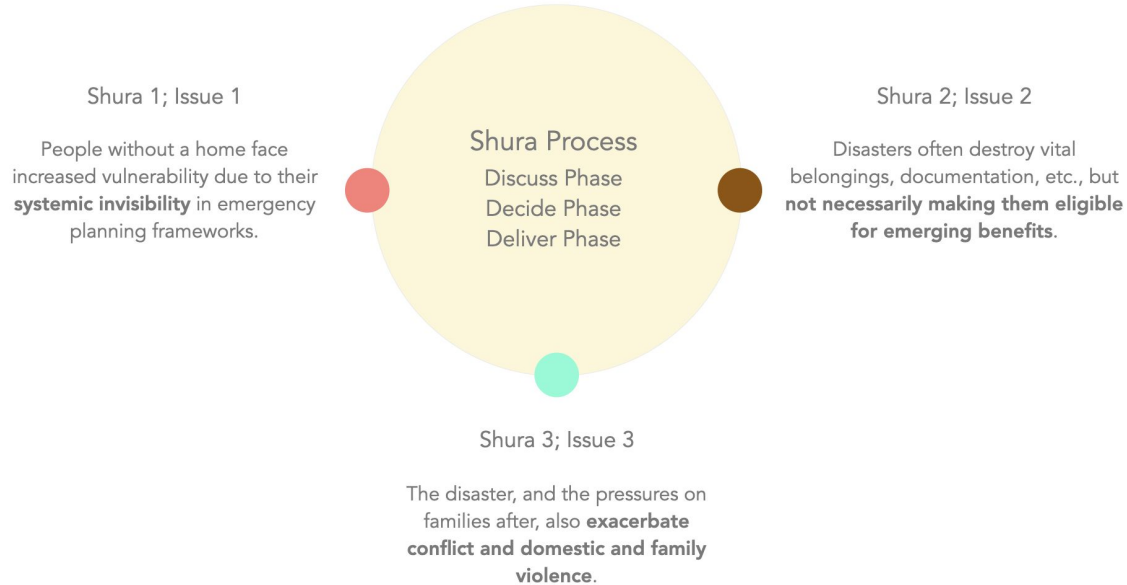 Shura 1; Issue 1
People without a home face
increased vulnerability due to their
systemic invisibility in emergency
planning frameworks.
Shura Process
Discuss Phase
Decide Phase
Deliver Phase
Shura 2; Issue 2
Disasters often destroy vital
belongings, documentation, etc., but
not necessarily making them eligible
for emerging benefits.
Shura 3; Issue 3
The disaster, and the pressures on
families after, also exacerbate
conflict and domestic and family
violence.